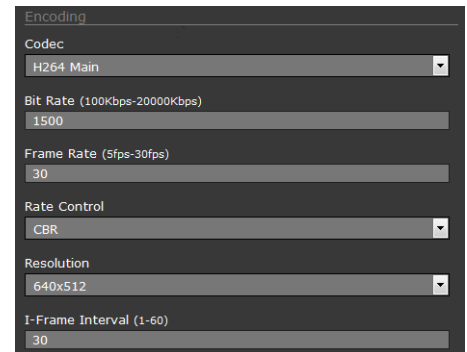 Encoding
Codec
H264 Main
Bit Rate (100Kbps-20000Kbps)
1500
Frame Rate (5fps-30fps)
30
Rate Control
CBR
Resolution
640x512
I-Frame Interval (1-60)
30